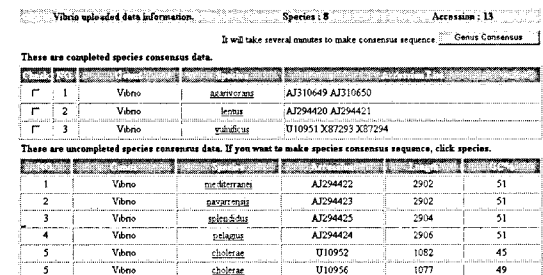 Vibrio uploaded data information. Species : 8 Accession : 13
It will take several minutes to make consensus sequence Genus Consensus
These are completed species consensus data.
1 Vibrio agarivorans AJ310649 AJ310650
2 Vibrio lentus AJ294420 AJ294421
3 Vibrio vulnificus U10951 X87293 X87294
These are uncompleted species consensus data. If you want to make species consensus sequence, click species.
1 Vibrio mediterranei AJ294422 2902 51
2 Vibrio navarrensis AJ294423 2902 51
3 Vibrio splendidus AJ294425 2904 51
4 Vibrio pelagius AJ294424 2906 51
5 Vibrio cholerae U10952 1082 45
5 Vibrio cholerae U10956 1077 49